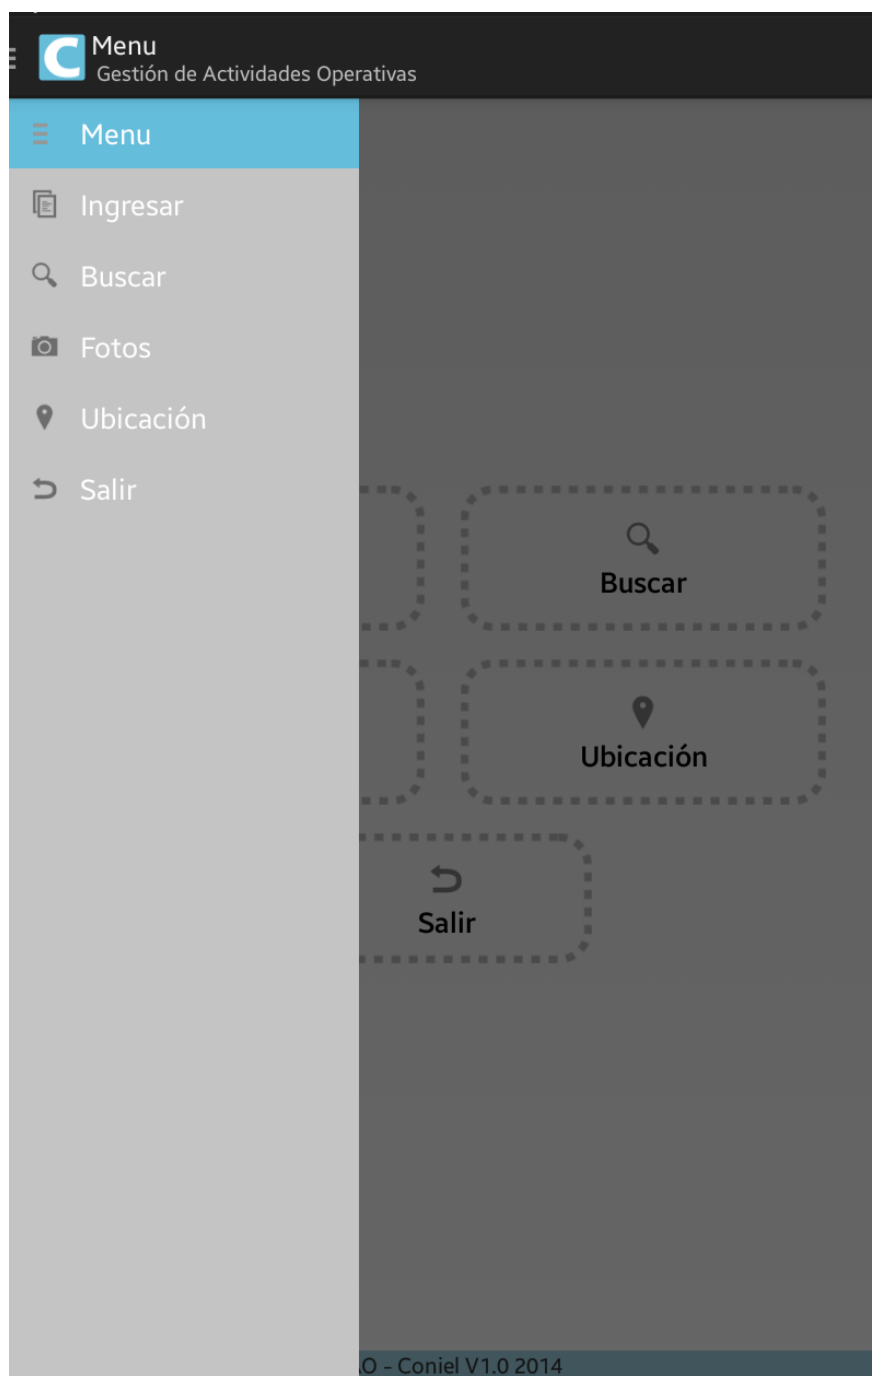 Menu
Gestión de Actividades Operativas
Menu
Ingresar
Buscar
Fotos
Ubicación
Salir
Buscar
Ubicación
Salir
O - Coniel V1.0 2014